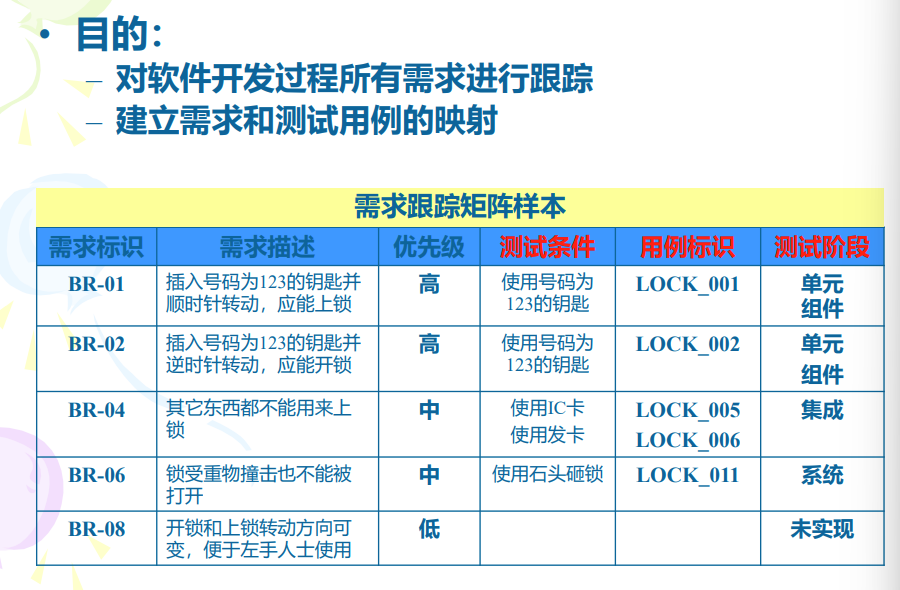 • 目的：
– 对软件开发过程所有需求进行跟踪
– 建立需求和测试用例的映射
需求跟踪矩阵样本
需求标识 需求描述 优先级 测试条件 用例标识 测试阶段
BR-01 插入号码为123的钥匙并 高 使用号码为 LOCK_001 单元
顺时针转动，应能上锁 123的钥匙 组件
BR-02 插入号码为123的钥匙并 高 使用号码为 LOCK_002 单元
逆时针转动，应能开锁 123的钥匙 组件
BR-04 其它东西都不能用来上 中 使用IC卡 LOCK_005 集成
锁 使用发卡 LOCK_006
BR-06 锁受重物撞击也不能被 中 使用石头砸锁 LOCK_011 系统
打开
BR-08 开锁和上锁转动方向可 低 未实现
变，便于左手人士使用